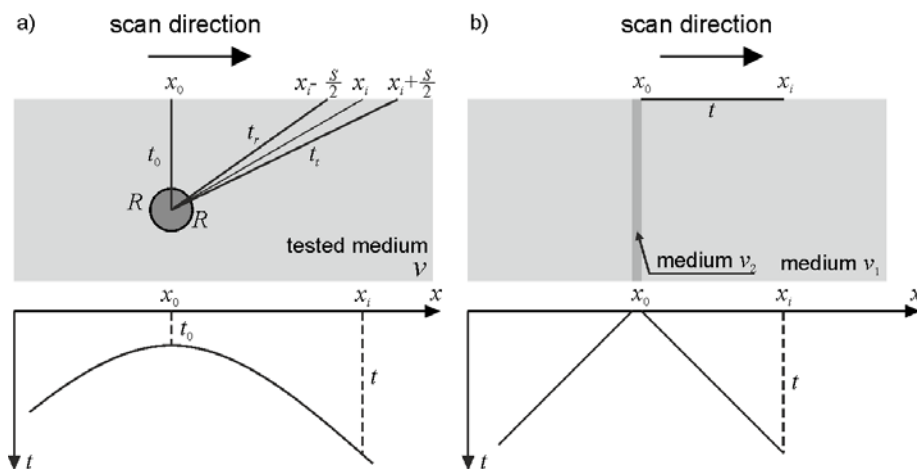 a)
scan direction
x₀ xᵢ- s/2 xᵢ xᵢ+ s/2
t₀ tᵣ tₜ
R R
tested medium
v
x₀ xᵢ x
t₀ t
t
b)
scan direction
x₀ xᵢ
t
medium v₂ medium v₁
x₀ xᵢ x
t
t